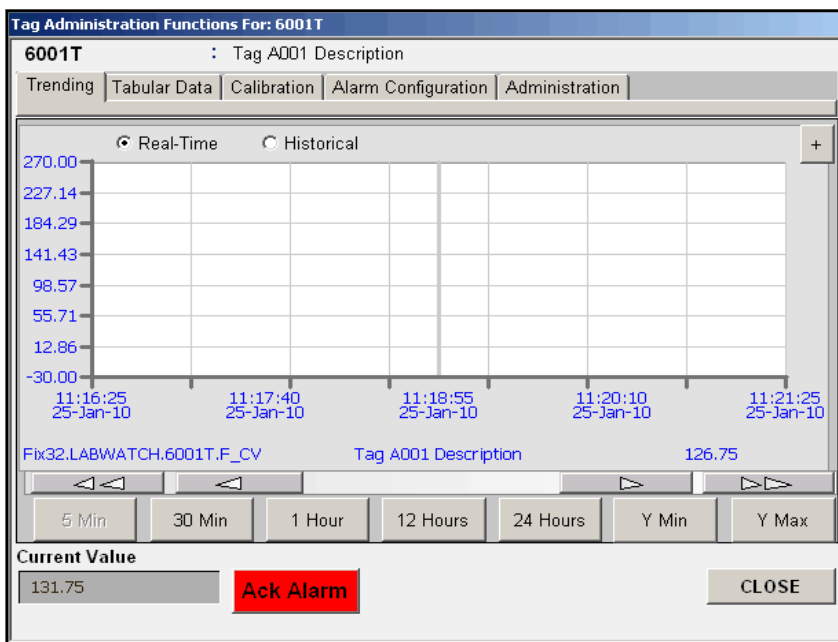 Tag Administration Functions For: 6001T
6001T : Tag A001 Description
Trending Tabular Data Calibration Alarm Configuration Administration
Real-Time Historical +
270.00
227.14
184.29
141.43
98.57
55.71
12.86
-30.00
11:16:25 11:17:40 11:18:55 11:20:10 11:21:25
25-Jan-10 25-Jan-10 25-Jan-10 25-Jan-10 25-Jan-10
Fix32.LABWATCH.6001T.F_CV Tag A001 Description 126.75
5 Min 30 Min 1 Hour 12 Hours 24 Hours Y Min Y Max
Current Value
131.75 Ack Alarm CLOSE